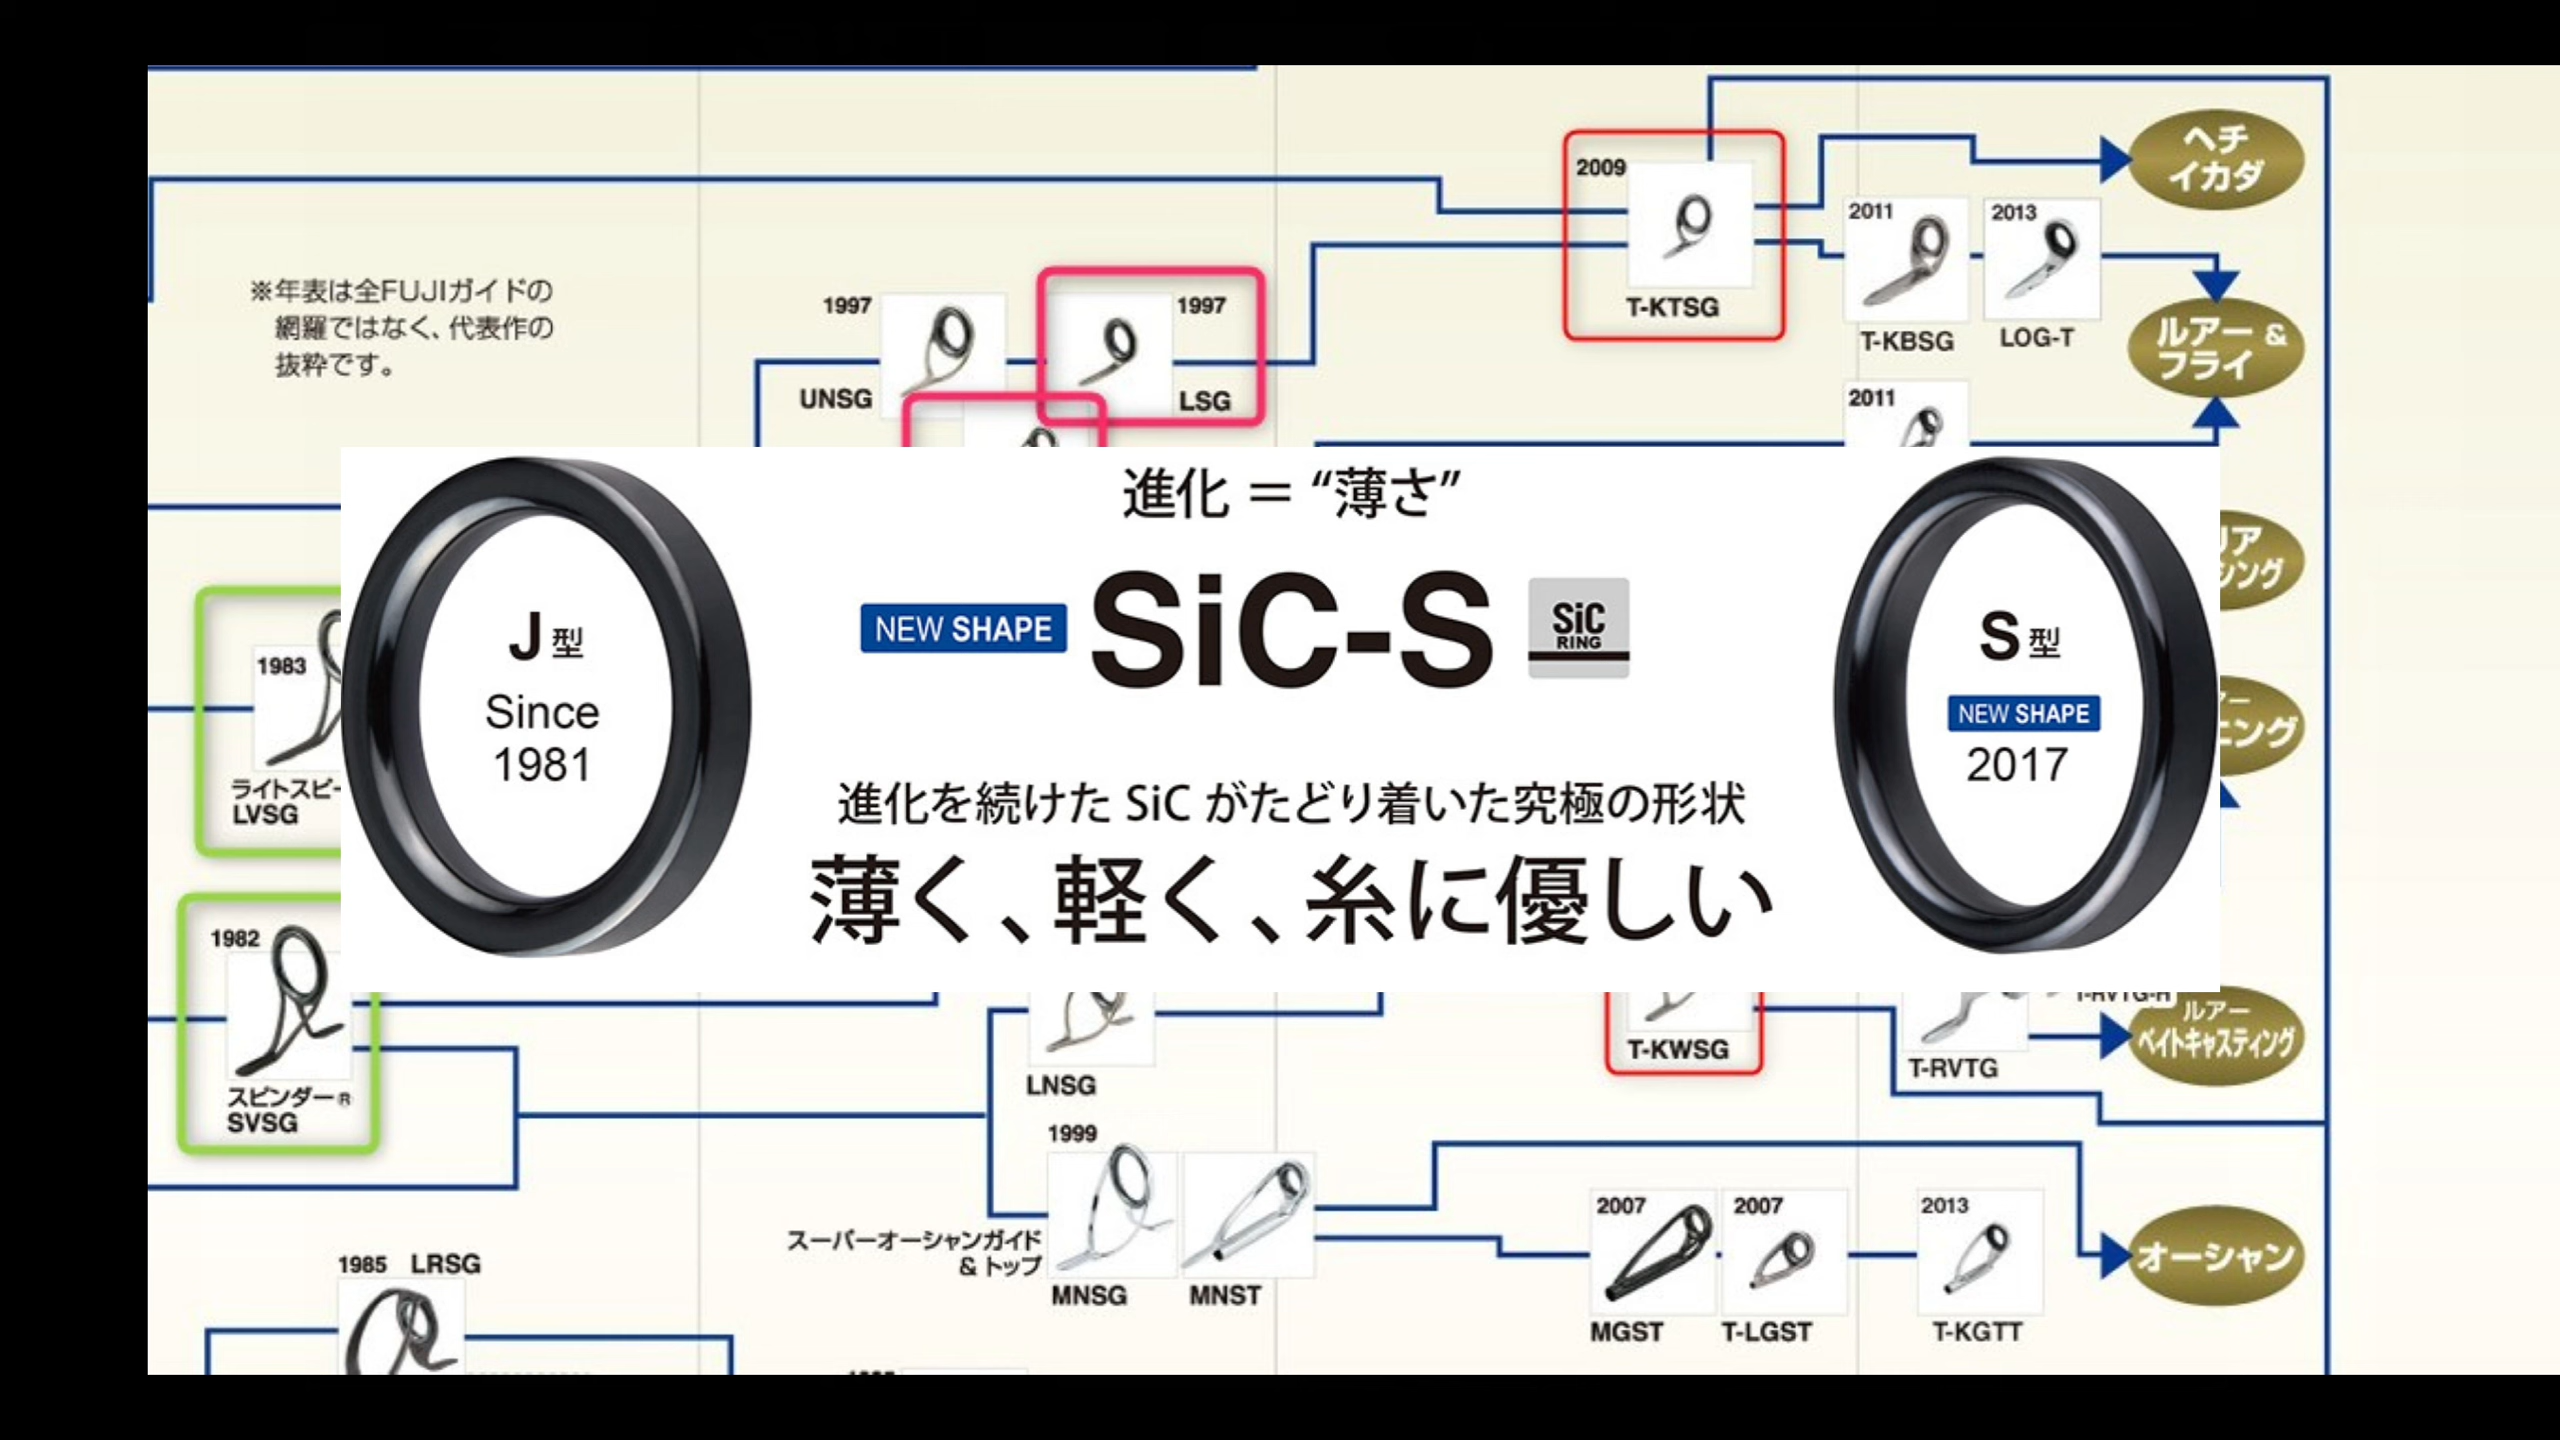 ヘチ
イカダ
2009
T-KTSG
2011
T-KBSG
2013
LOG-T
ルアー &
フライ
※年表は全FUJIガイドの
網羅ではなく、代表作の
抜粋です。
1997
UNSG
1997
LSG
2011
進化 = “薄さ”
NEW SHAPE
SiC-S
SiC
RING
J型
Since
1981
S型
NEW SHAPE
2017
進化を続けた SiC がたどり着いた究極の形状
薄く、軽く、糸に優しい
1983
ライトスピ
LVSG
1982
スピンダー®
SVSG
LNSG
T-KWSG
T-RVTG
T-RVTG-H
ルアー
ベイトキャスティング
1999
スーパーオーシャンガイド
& トップ
MNSG
MNST
2007
MGST
2007
T-LGST
2013
T-KGTT
オーシャン
1985 LRSG